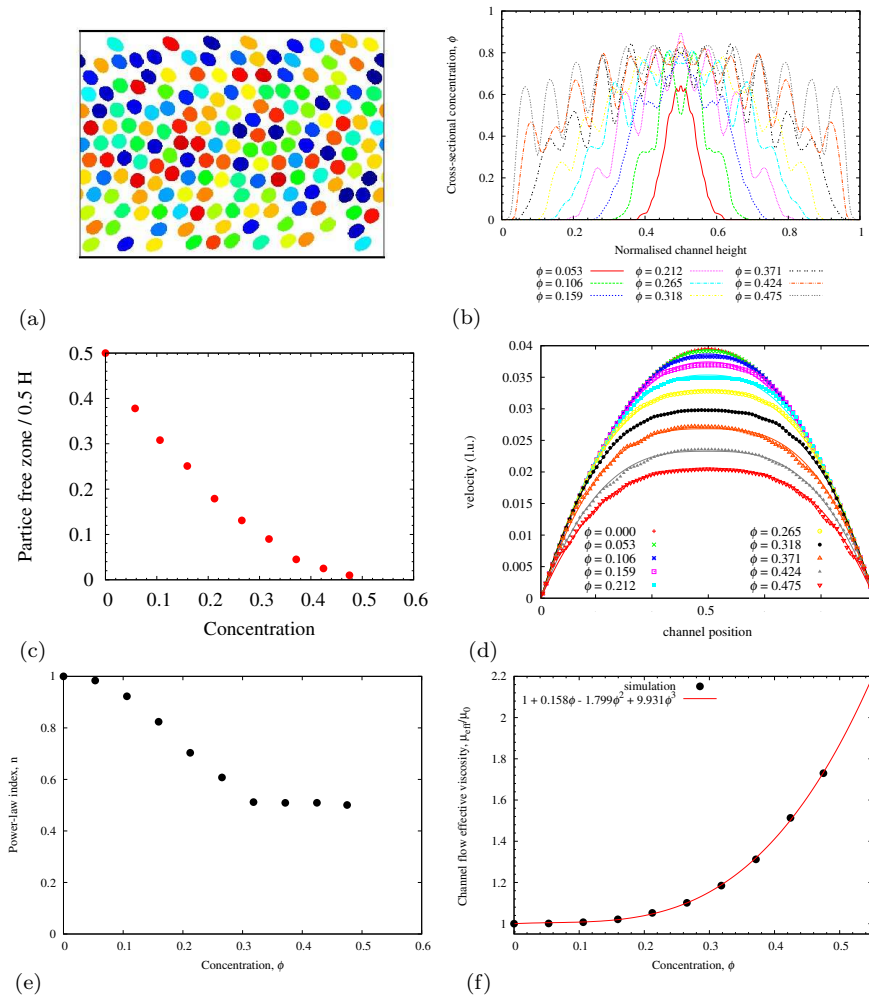 (a)
Cross-sectional concentration, ϕ
1
0.8
0.6
0.4
0.2
0
0 0.2 0.4 0.6 0.8 1
Normalised channel height
ϕ = 0.053 ϕ = 0.212 ϕ = 0.371
ϕ = 0.106 ϕ = 0.265 ϕ = 0.424
ϕ = 0.159 ϕ = 0.318 ϕ = 0.475
(b)
Partice free zone / 0.5 H
0.5
0.4
0.3
0.2
0.1
0
0.1 0.2 0.3 0.4 0.5 0.6
Concentration
(c)
velocity (l.u.)
0.04
0.035
0.03
0.025
0.02
0.015
0.01
0.005
0
ϕ = 0.000 ϕ = 0.265
ϕ = 0.053 ϕ = 0.318
ϕ = 0.106 ϕ = 0.371
ϕ = 0.159 ϕ = 0.424
ϕ = 0.212 ϕ = 0.475
0 0.5
channel position
(d)
Power-law index, n
1
0.8
0.6
0.4
0.2
0
0 0.1 0.2 0.3 0.4 0.5 0.6
Concentration, ϕ
(e)
Channel flow effective viscosity, μeff/μ0
2.2
2
1.8
1.6
1.4
1.2
1
simulation
1 + 0.158ϕ - 1.799ϕ² + 9.931ϕ³
0 0.1 0.2 0.3 0.4 0.5
Concentration, ϕ
(f)